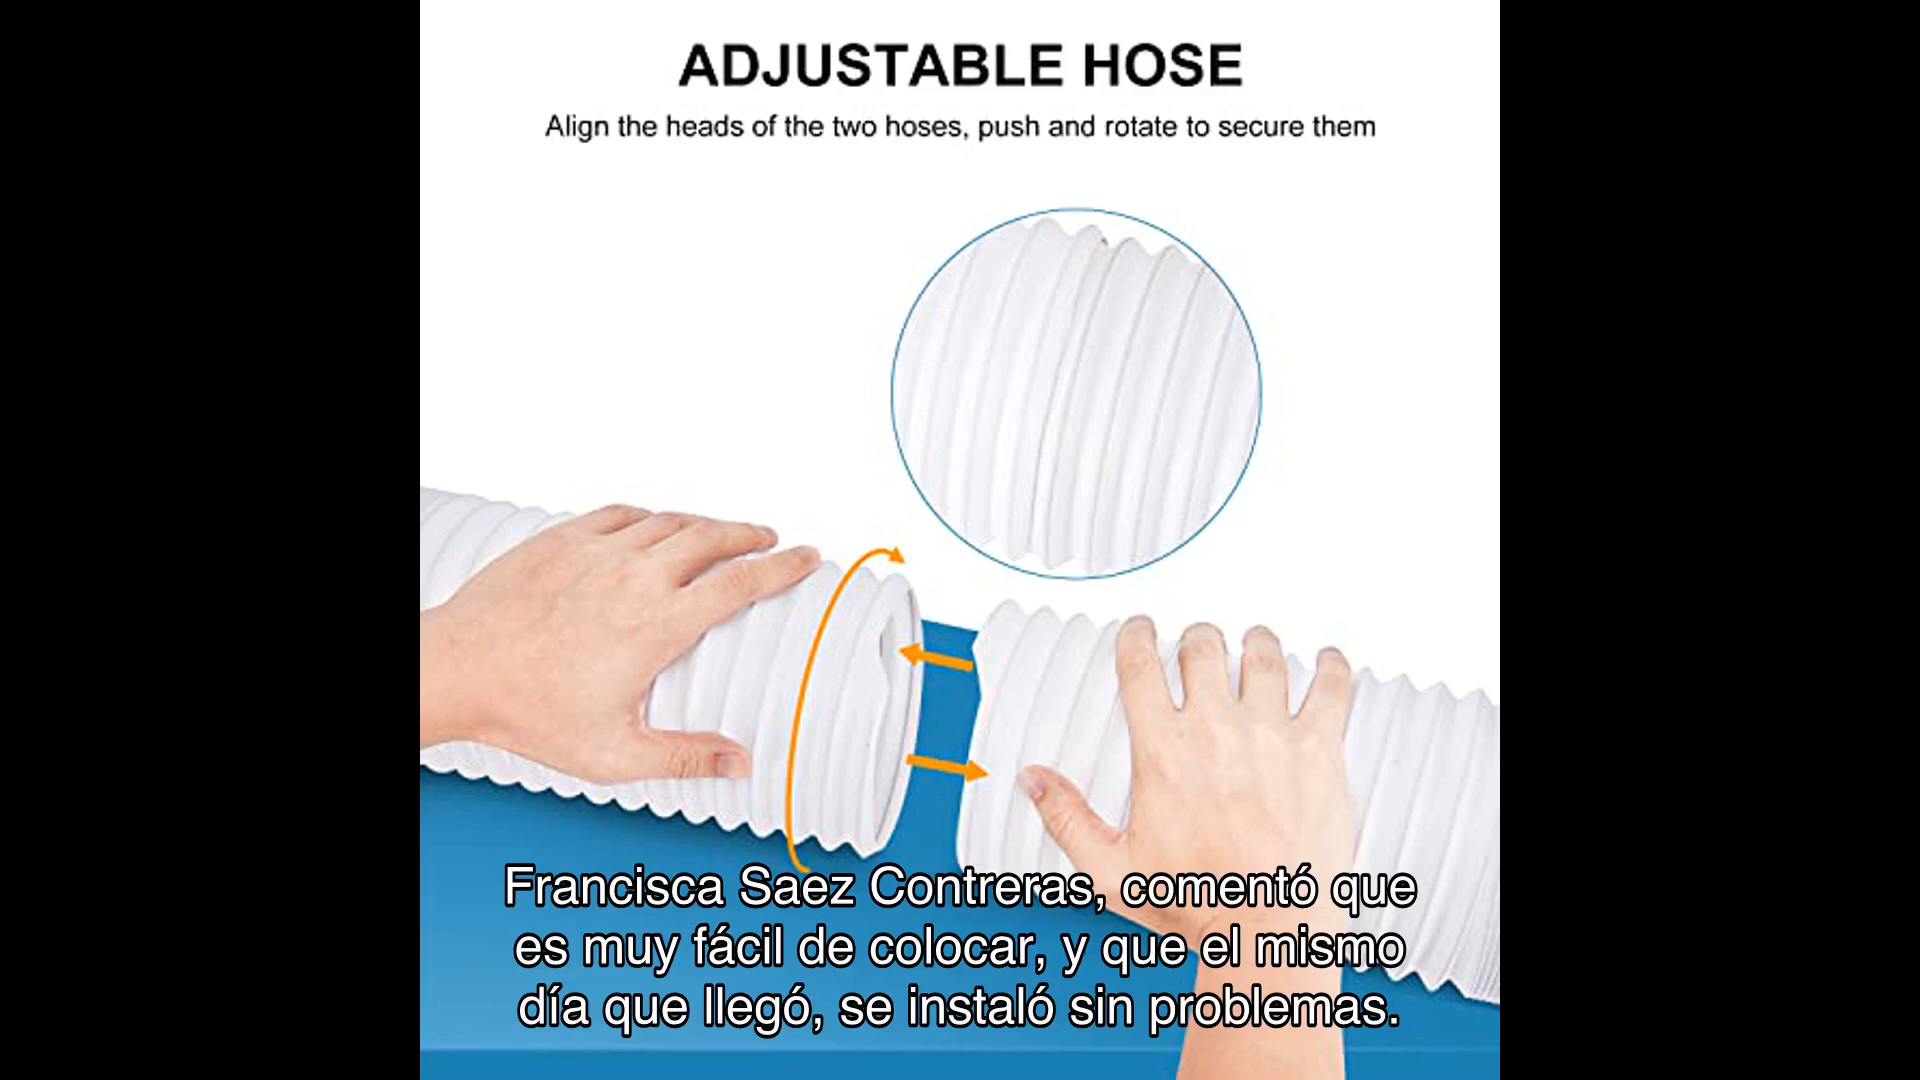 ADJUSTABLE HOSE
Align the heads of the two hoses, push and rotate to secure them
Francisca Saez Contreras, comentó que
es muy fácil de colocar, y que el mismo
día que llegó, se instaló sin problemas.